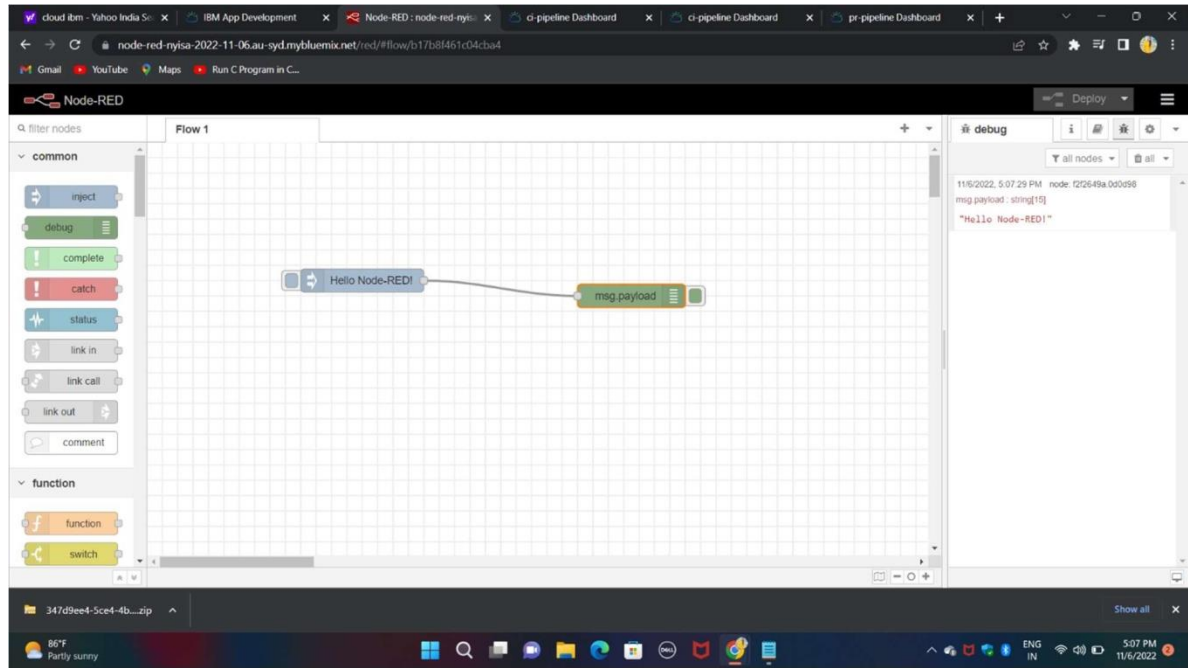 cloud ibm - Yahoo India Se
IBM App Development
Node-RED : node-red-nyis
ci-pipeline Dashboard
ci-pipeline Dashboard
pr-pipeline Dashboard
node-red-nyisa-2022-11-06.au-syd.mybluemix.net/red/#flow/b17b8f461c04cba4
Gmail
YouTube
Maps
Run C Program in C...
Node-RED
Deploy
filter nodes
Flow 1
debug
all nodes
all
common
inject
debug
complete
catch
status
link in
link call
link out
comment
function
function
switch
Hello Node-RED!
msg.payload
11/6/2022, 5:07:29 PM node: f2f2649a.0d0d98
msg.payload : string[15]
"Hello Node-RED!"
347d9ee4-5ce4-4b....zip
Show all
86°F
Partly sunny
DELL
ENG
IN
5:07 PM
11/6/2022
2